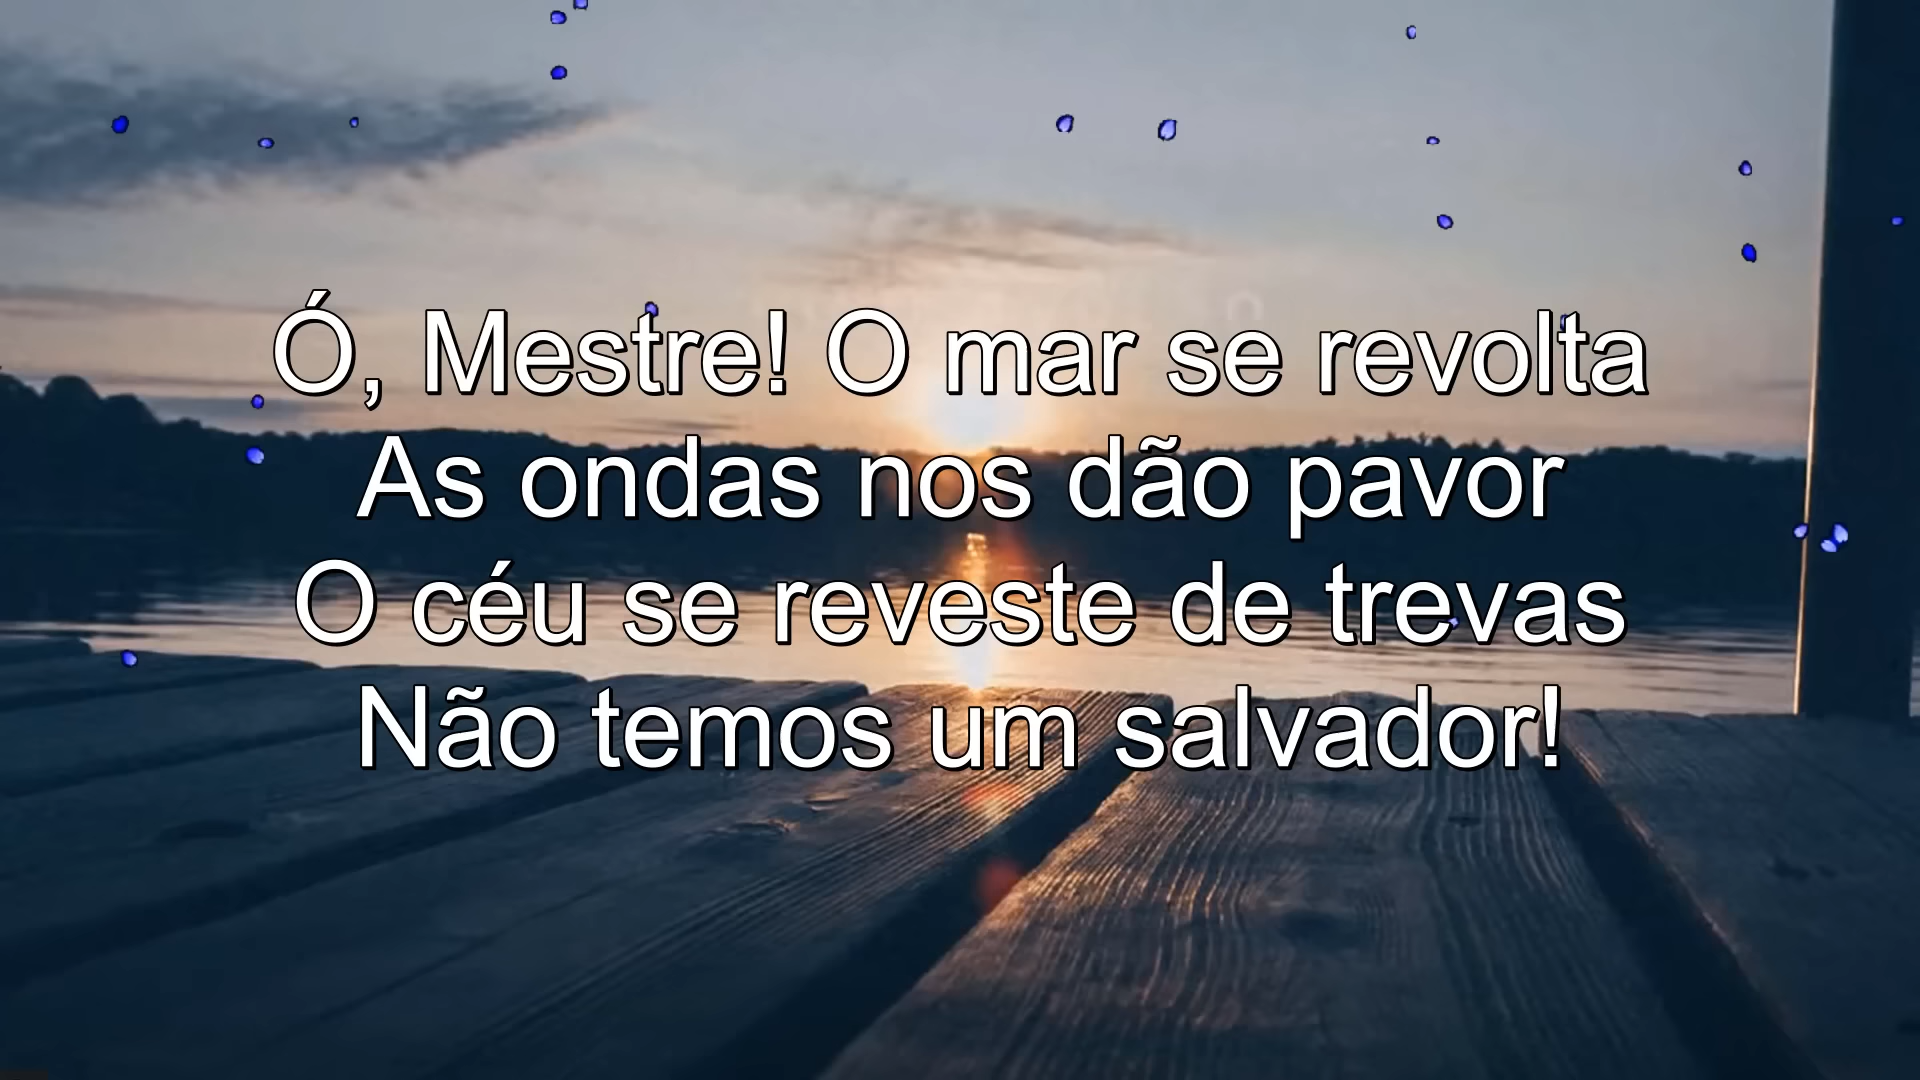 Ó, Mestre! O mar se revolta
As ondas nos dão pavor
O céu se reveste de trevas
Não temos um salvador!